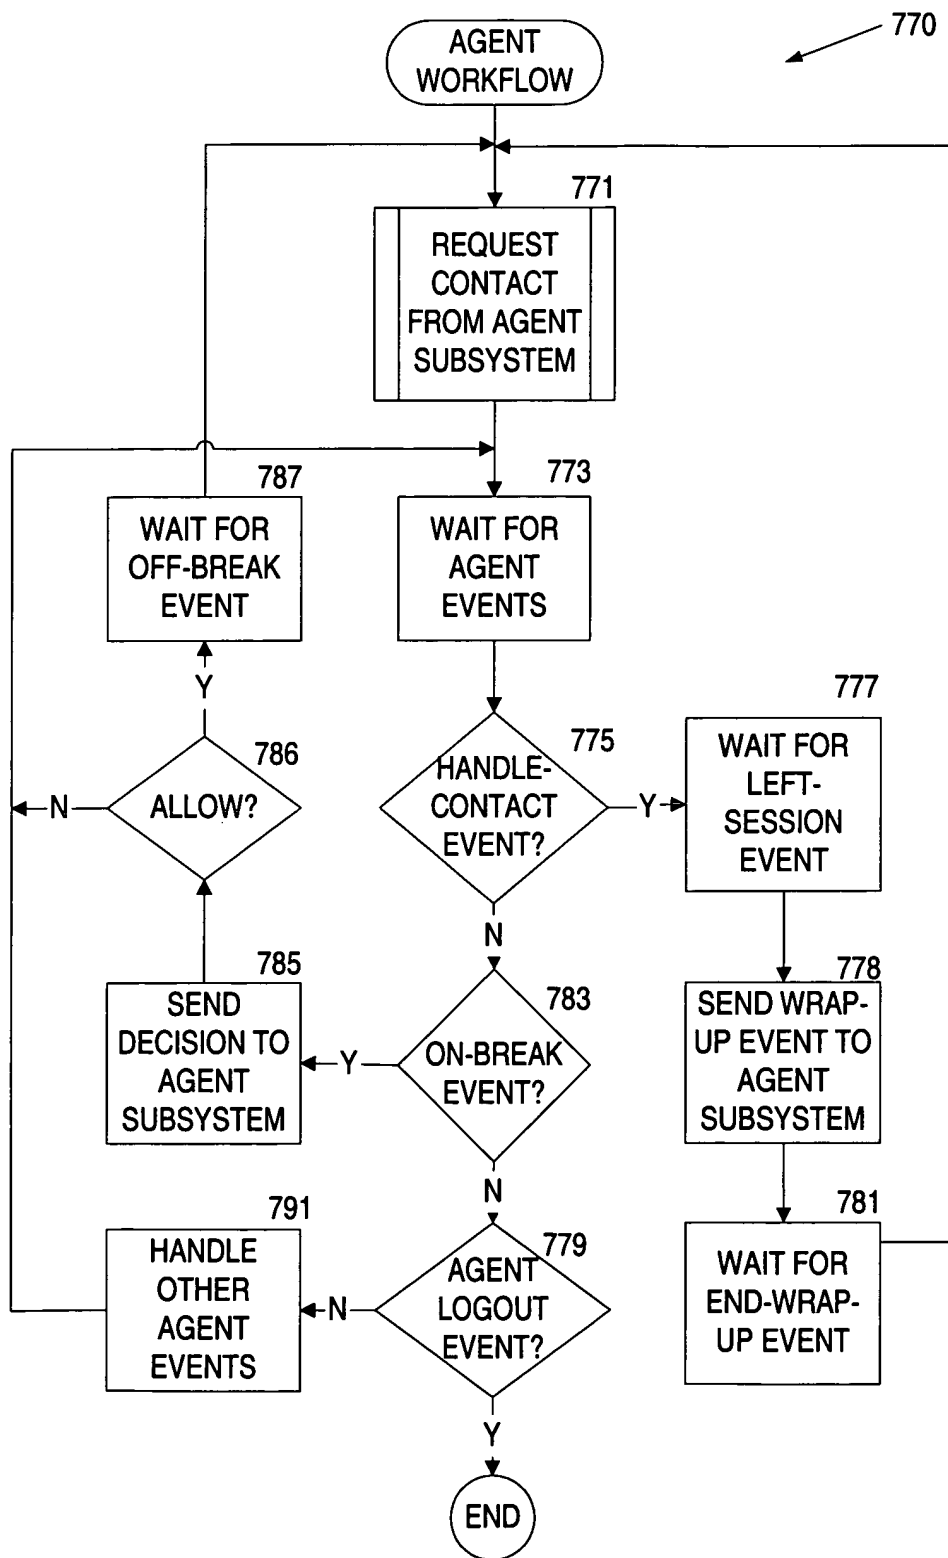 770
AGENT
WORKFLOW
771
REQUEST
CONTACT
FROM AGENT
SUBSYSTEM
787
WAIT FOR
OFF-BREAK
EVENT
773
WAIT FOR
AGENT
EVENTS
Y
786
ALLOW?
N
775
HANDLE-
CONTACT
EVENT?
Y
777
WAIT FOR
LEFT-
SESSION
EVENT
N
785
SEND
DECISION TO
AGENT
SUBSYSTEM
Y
783
ON-BREAK
EVENT?
778
SEND WRAP-
UP EVENT TO
AGENT
SUBSYSTEM
N
791
HANDLE
OTHER
AGENT
EVENTS
N
779
AGENT
LOGOUT
EVENT?
781
WAIT FOR
END-WRAP-
UP EVENT
Y
END